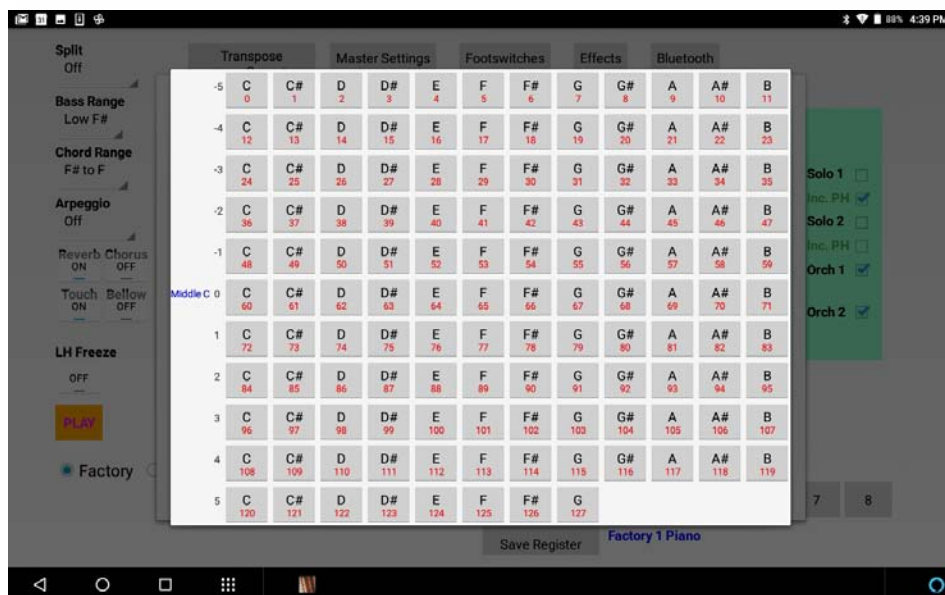 31 88% 4:39 PM
Split
Off
Transpose Master Settings Footswitches Effects Bluetooth
Bass Range
Low F#
Chord Range
F# to F
Arpeggio
Off
Reverb Chorus
ON OFF
Touch Bellow
ON OFF
LH Freeze
OFF
PLAY
Factory
-5 C C# D D# E F F# G G# A A# B
0 1 2 3 4 5 6 7 8 9 10 11
-4 C C# D D# E F F# G G# A A# B
12 13 14 15 16 17 18 19 20 21 22 23
-3 C C# D D# E F F# G G# A A# B
24 25 26 27 28 29 30 31 32 33 34 35
-2 C C# D D# E F F# G G# A A# B
36 37 38 39 40 41 42 43 44 45 46 47
-1 C C# D D# E F F# G G# A A# B
48 49 50 51 52 53 54 55 56 57 58 59
Middle C 0 C C# D D# E F F# G G# A A# B
60 61 62 63 64 65 66 67 68 69 70 71
1 C C# D D# E F F# G G# A A# B
72 73 74 75 76 77 78 79 80 81 82 83
2 C C# D D# E F F# G G# A A# B
84 85 86 87 88 89 90 91 92 93 94 95
3 C C# D D# E F F# G G# A A# B
96 97 98 99 100 101 102 103 104 105 106 107
4 C C# D D# E F F# G G# A A# B
108 109 110 111 112 113 114 115 116 117 118 119
5 C C# D D# E F F# G
120 121 122 123 124 125 126 127
Solo 1
Inc. PH
Solo 2
Inc. PH
Orch 1
Orch 2
7 8
Save Register Factory 1 Piano